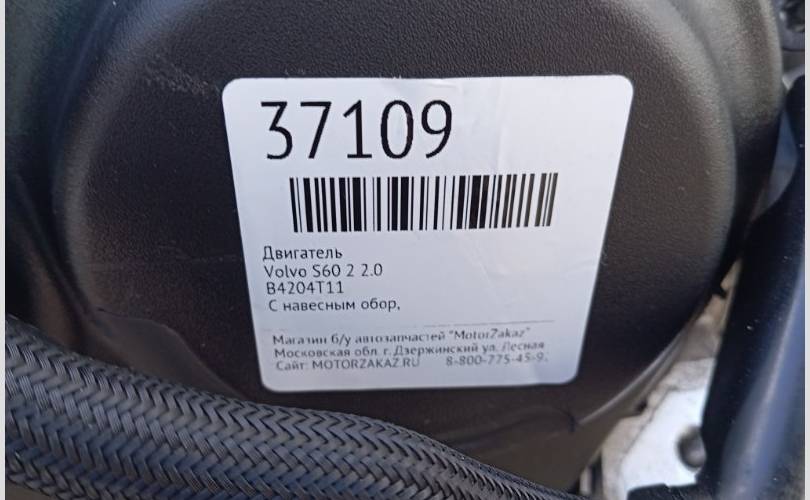 37109
Двигатель
Volvo S60 2 2.0
B4204T11
С навесным обор,
Магазин б/у автозапчастей "MotorZakaz"
Московская обл. г. Дзержинский ул. Лесная
Сайт: MOTORZAKAZ.RU 8-800-775-45-9